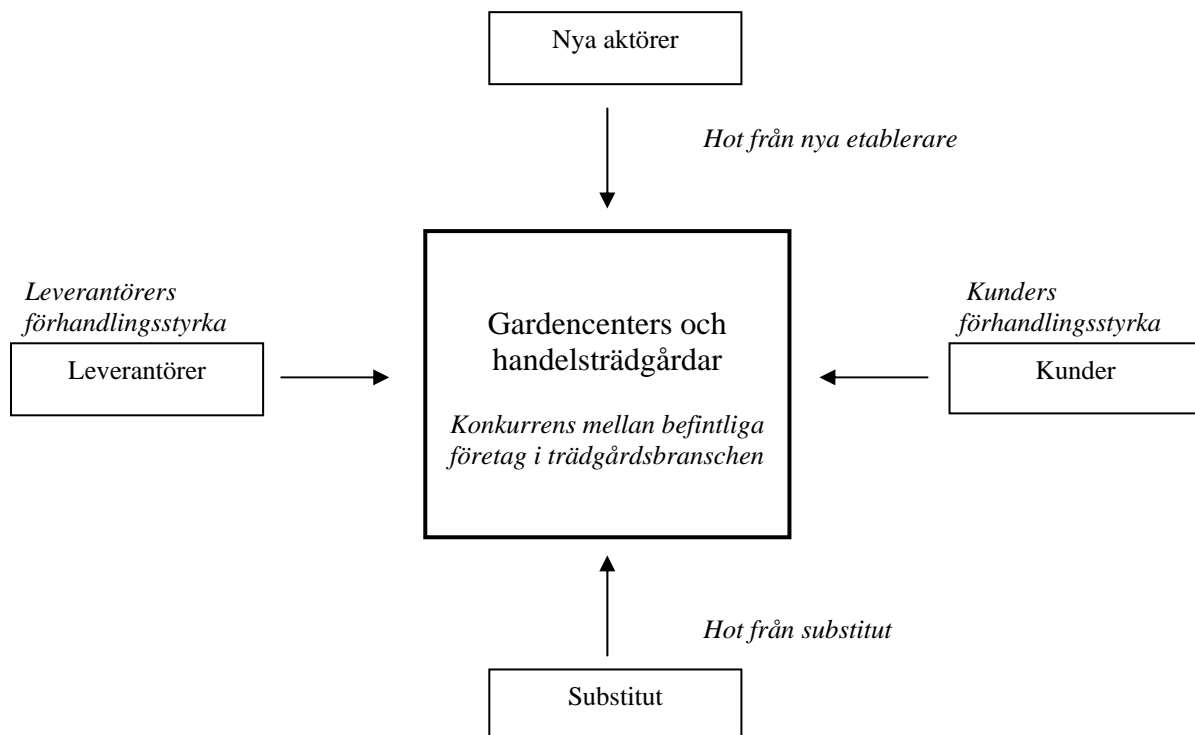 Nya aktörer
Hot från nya etablerare
Leverantörers
förhandlingsstyrka
Leverantörer
Gardencenters och
handelsträdgårdar
Konkurrens mellan befintliga
företag i trädgårdsbranschen
Kunders
förhandlingsstyrka
Kunder
Hot från substitut
Substitut